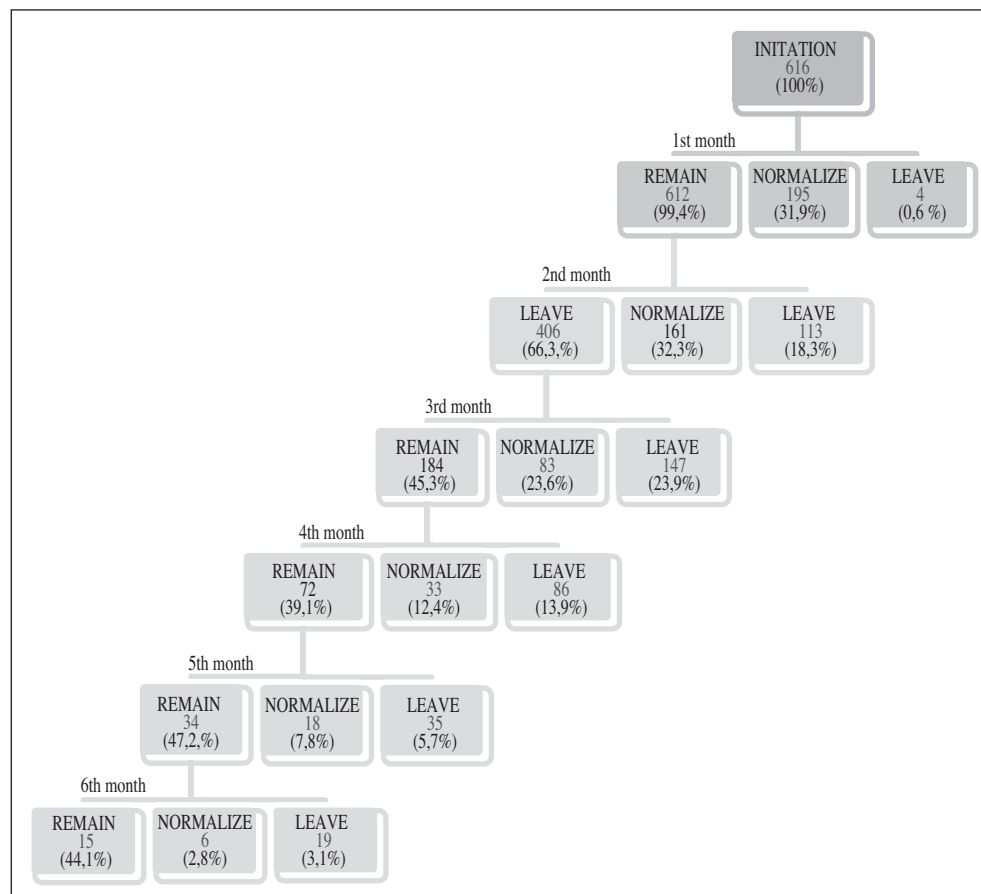 INITATION
616
(100%)
1st month
REMAIN
612
(99,4%)
NORMALIZE
195
(31,9%)
LEAVE
4
(0,6 %)
2nd month
LEAVE
406
(66,3,%)
NORMALIZE
161
(32,3%)
LEAVE
113
(18,3%)
3rd month
REMAIN
184
(45,3%)
NORMALIZE
83
(23,6%)
LEAVE
147
(23,9%)
4th month
REMAIN
72
(39,1%)
NORMALIZE
33
(12,4%)
LEAVE
86
(13,9%)
5th month
REMAIN
34
(47,2,%)
NORMALIZE
18
(7,8%)
LEAVE
35
(5,7%)
6th month
REMAIN
15
(44,1%)
NORMALIZE
6
(2,8%)
LEAVE
19
(3,1%)